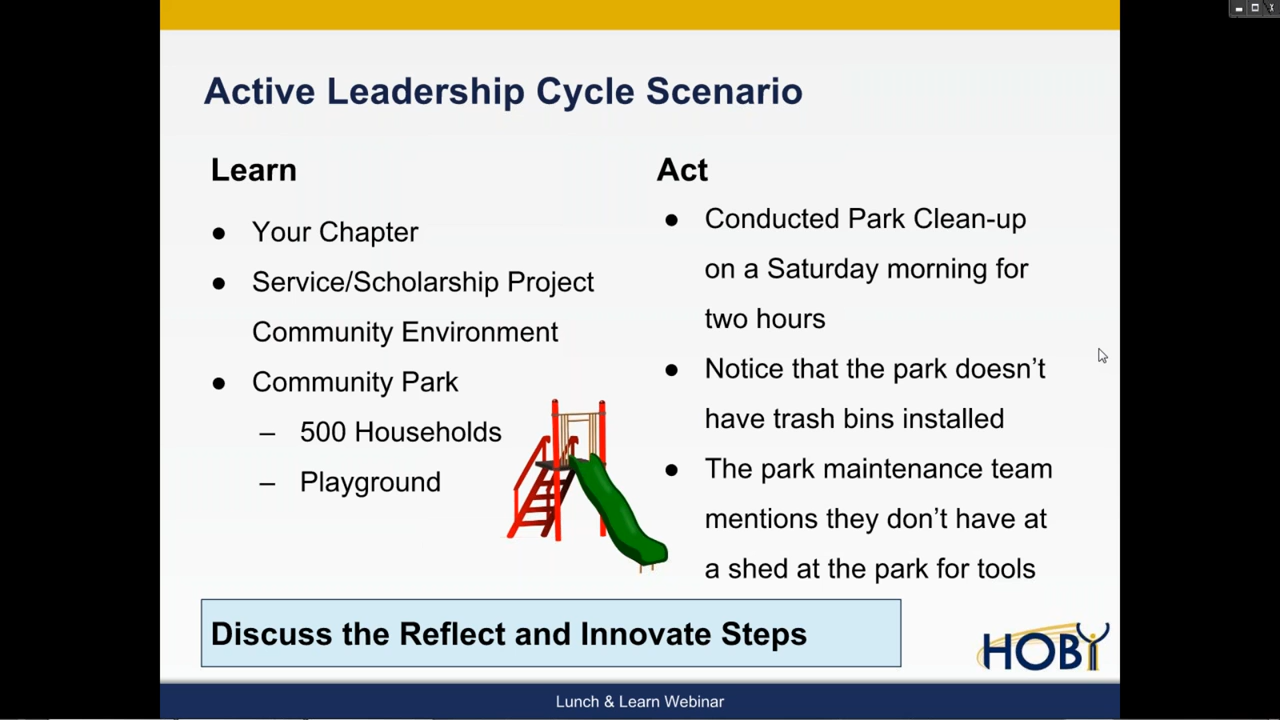 Active Leadership Cycle Scenario
Learn
● Your Chapter
● Service/Scholarship Project
Community Environment
● Community Park
– 500 Households
– Playground
Act
● Conducted Park Clean-up
on a Saturday morning for
two hours
● Notice that the park doesn’t
have trash bins installed
● The park maintenance team
mentions they don’t have at
a shed at the park for tools
Discuss the Reflect and Innovate Steps
HOBY
Lunch & Learn Webinar